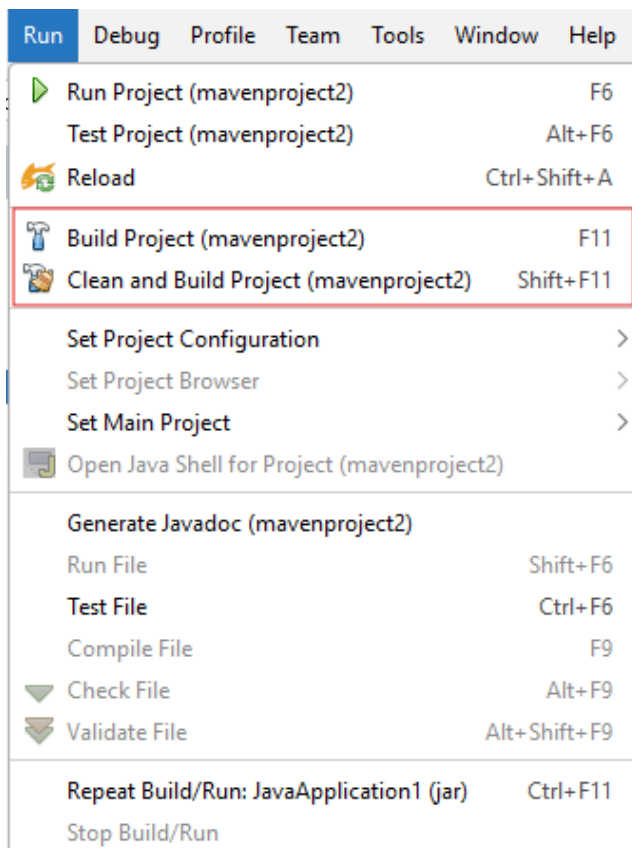 Run Debug Profile Team Tools Window Help
Run Project (mavenproject2) F6
Test Project (mavenproject2) Alt+F6
Reload Ctrl+Shift+A
Build Project (mavenproject2) F11
Clean and Build Project (mavenproject2) Shift+F11
Set Project Configuration
Set Project Browser
Set Main Project
Open Java Shell for Project (mavenproject2)
Generate Javadoc (mavenproject2)
Run File Shift+F6
Test File Ctrl+F6
Compile File F9
Check File Alt+F9
Validate File Alt+Shift+F9
Repeat Build/Run: JavaApplication1 (jar) Ctrl+F11
Stop Build/Run